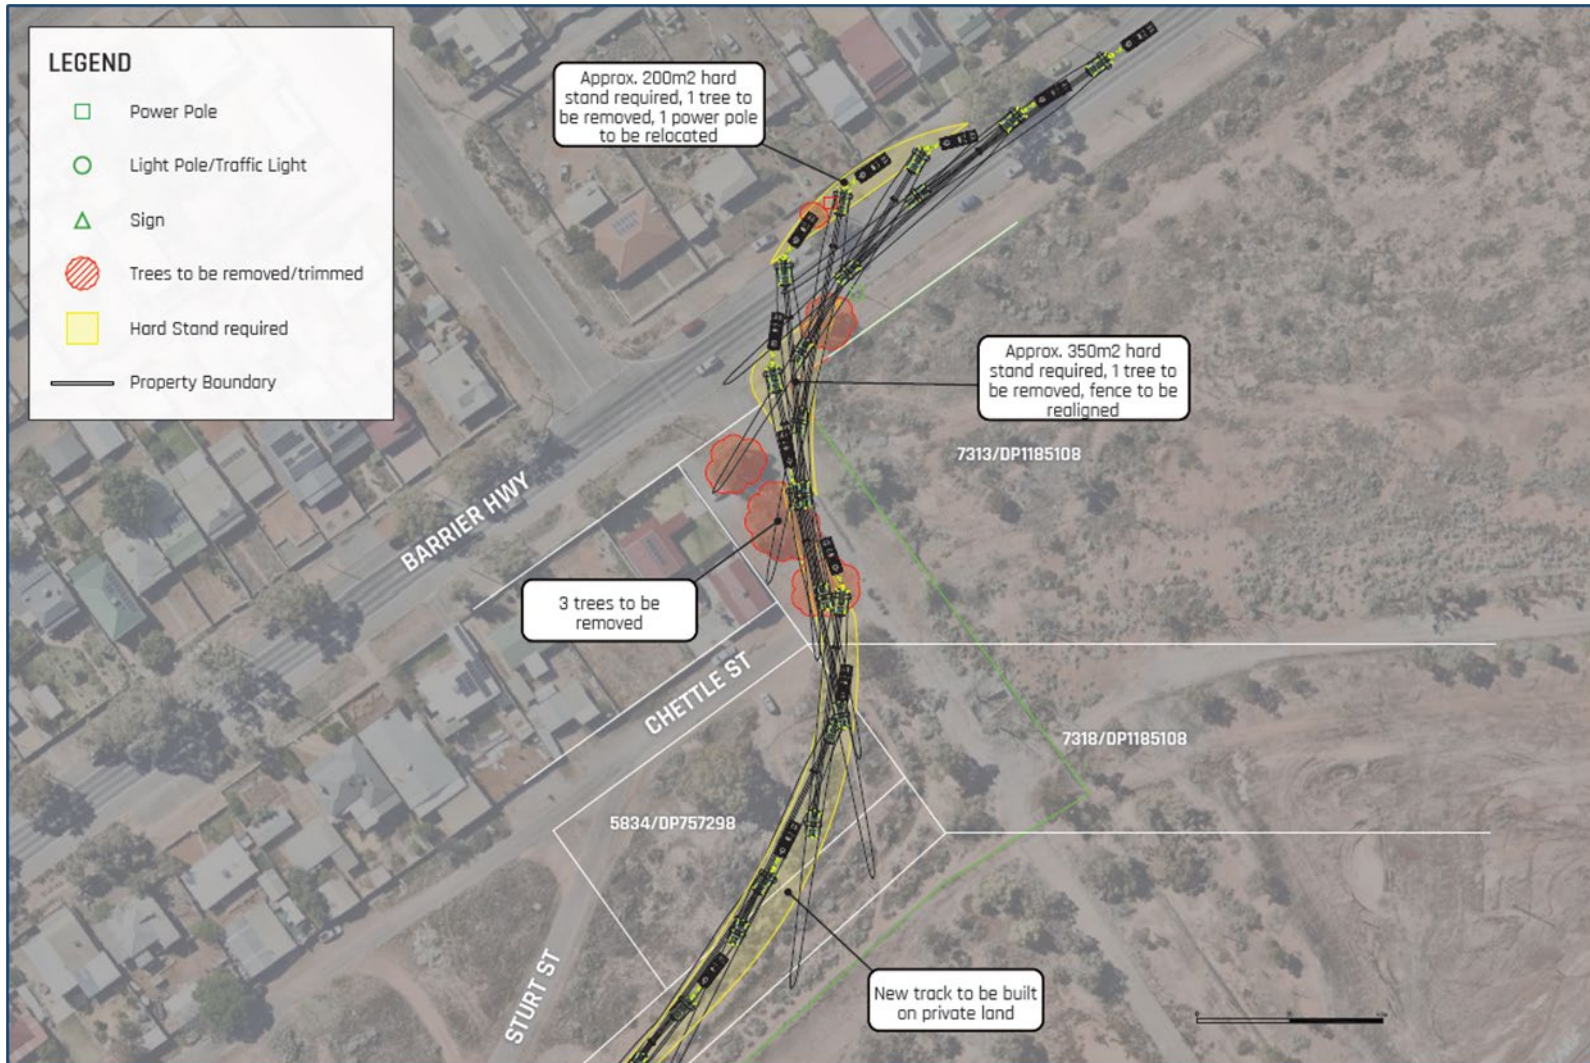 LEGEND
Power Pole
Light Pole/Traffic Light
Sign
Trees to be removed/trimmed
Hard Stand required
Property Boundary
Approx. 200m2 hard
stand required, 1 tree to
be removed, 1 power pole
to be relocated
Approx. 350m2 hard
stand required, 1 tree to
be removed, fence to be
realigned
7313/DP1185108
BARRIER HWY
3 trees to be
removed
CHETTLE ST
7318/DP1185108
5834/DP757298
STURT ST
New track to be built
on private land